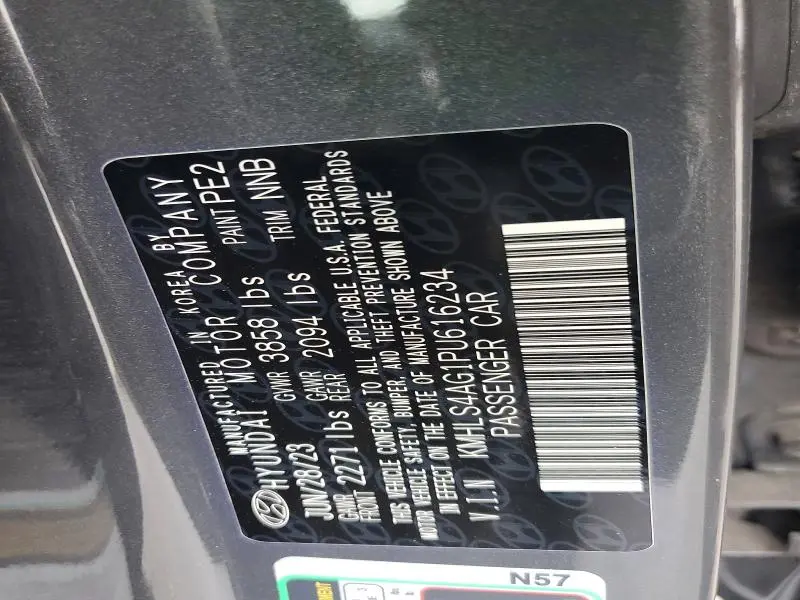 MANUFACTURED IN KOREA BY
HYUNDAI MOTOR COMPANY
JUN/28/23 GVWR 3858 lbs PAINT PE2
GAWR FRONT 2271 lbs GAWR REAR 2094 lbs TRIM NNB
THIS VEHICLE CONFORMS TO ALL APPLICABLE U.S.A. FEDERAL
MOTOR VEHICLE SAFETY, BUMPER AND THEFT PREVENTION STANDARDS
IN EFFECT ON THE DATE OF MANUFACTURE SHOWN ABOVE
V.I.N KMHLS4AG1PU616234
PASSENGER CAR
N57